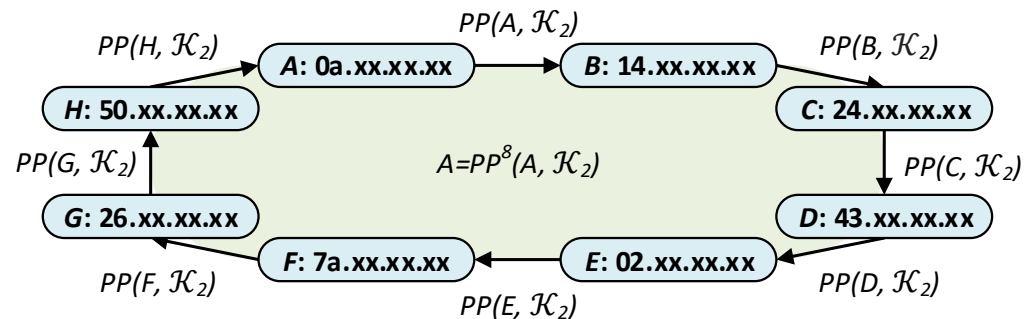 PP(A, 𝒦₂)
PP(H, 𝒦₂)
PP(B, 𝒦₂)
A: 0a.xx.xx.xx
B: 14.xx.xx.xx
H: 50.xx.xx.xx
C: 24.xx.xx.xx
PP(G, 𝒦₂)
A=PP⁸(A, 𝒦₂)
PP(C, 𝒦₂)
G: 26.xx.xx.xx
D: 43.xx.xx.xx
F: 7a.xx.xx.xx
E: 02.xx.xx.xx
PP(F, 𝒦₂)
PP(E, 𝒦₂)
PP(D, 𝒦₂)